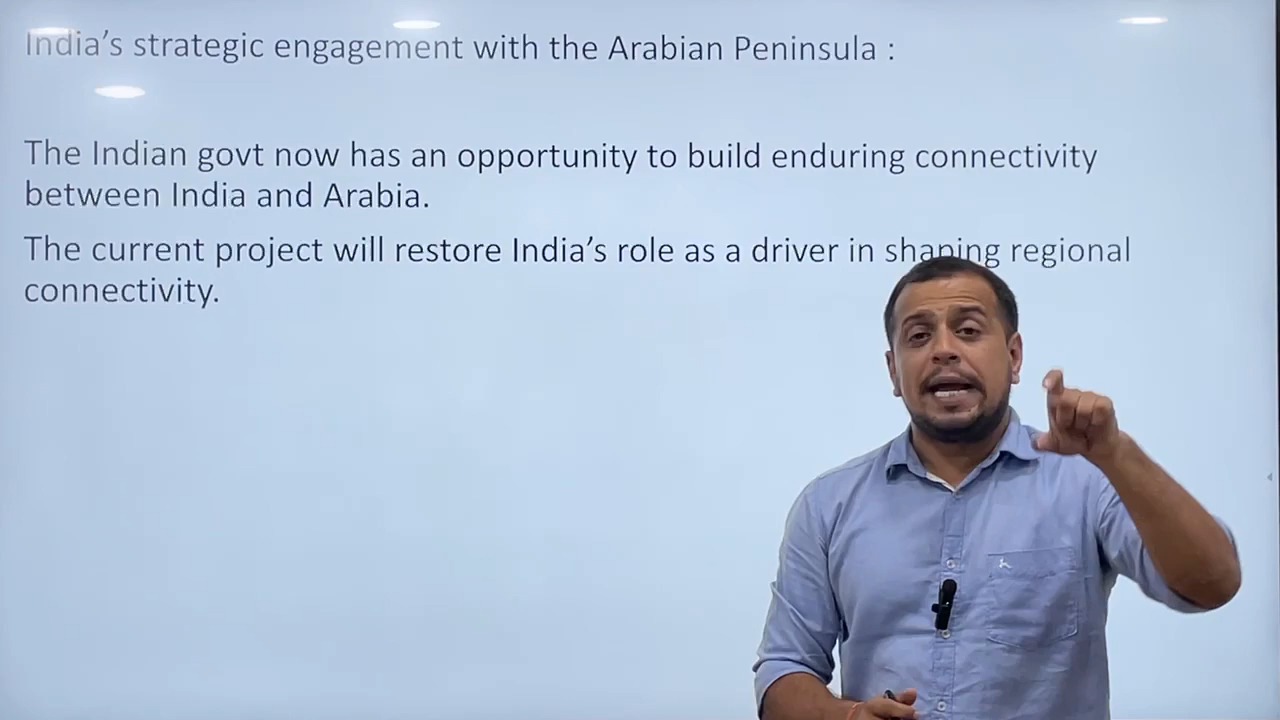 India's strategic engagement with the Arabian Peninsula :
The Indian govt now has an opportunity to build enduring connectivity
between India and Arabia.
The current project will restore India's role as a driver in shaping regional
connectivity.